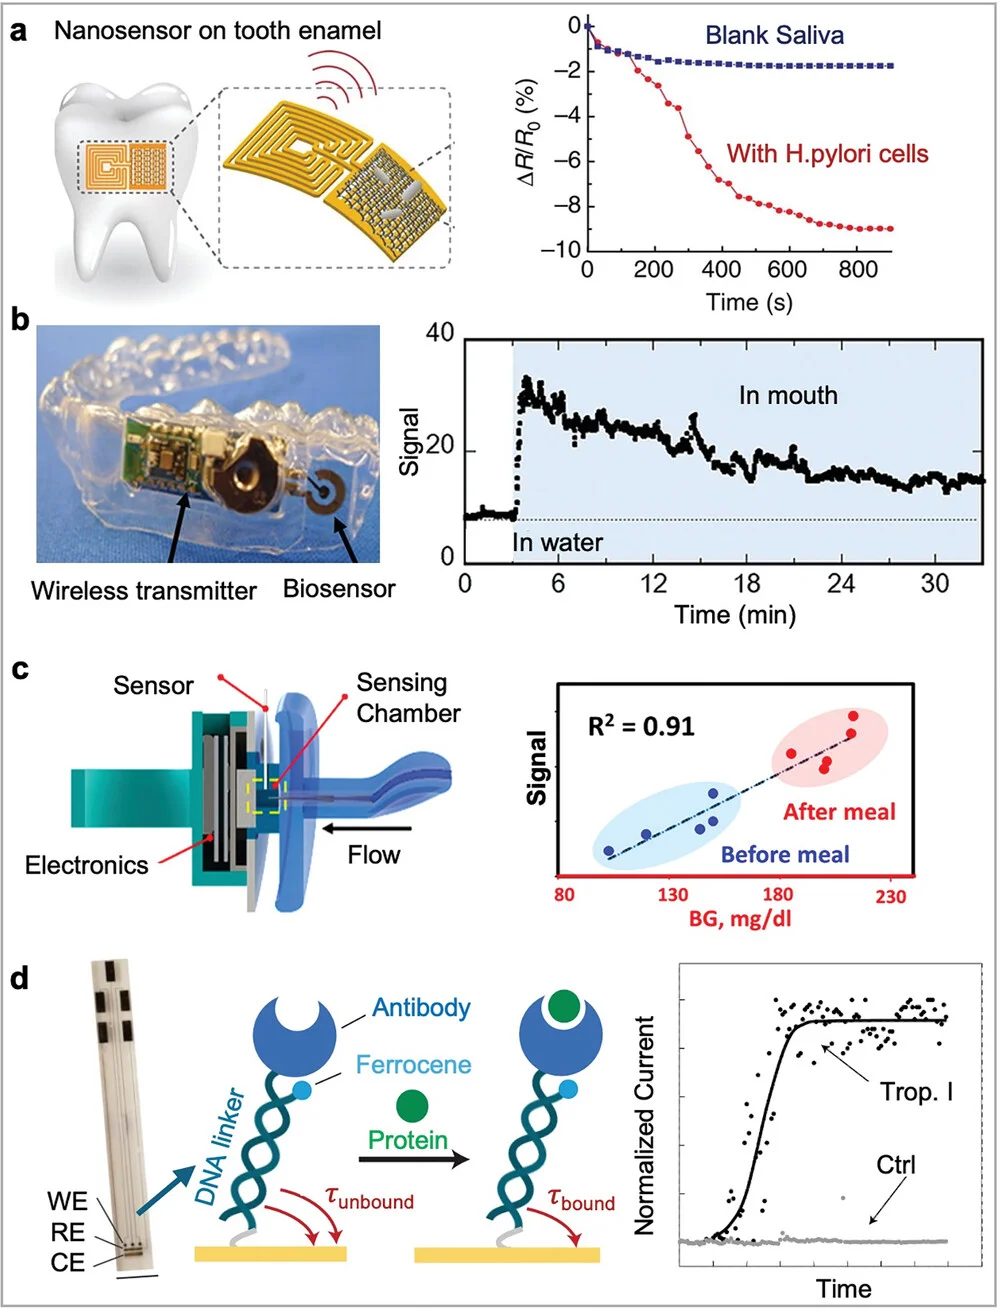 a
Nanosensor on tooth enamel
ΔR/R0 (%)
0
−2
−4
−6
−8
−10
Blank Saliva
With H.pylori cells
0 200 400 600 800
Time (s)
b
Wireless transmitter
Biosensor
Signal
40
20
0
In mouth
In water
0 6 12 18 24 30
Time (min)
c
Sensor
Sensing
Chamber
Electronics
Flow
Signal
R² = 0.91
After meal
Before meal
80 130 180 230
BG, mg/dl
d
WE
RE
CE
DNA linker
Antibody
Ferrocene
Protein
τunbound
τbound
Normalized Current
Trop. I
Ctrl
Time